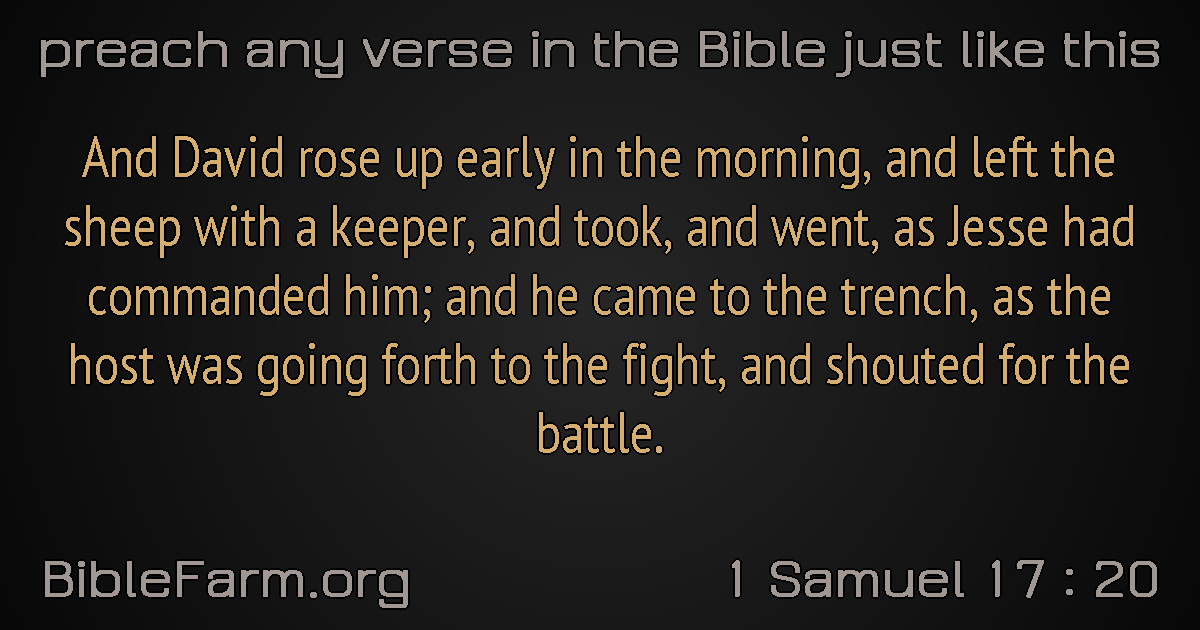 preach any verse in the Bible just like this
And David rose up early in the morning, and left the
sheep with a keeper, and took, and went, as Jesse had
commanded him; and he came to the trench, as the
host was going forth to the fight, and shouted for the
battle.
BibleFarm.org
1 Samuel 17 : 20